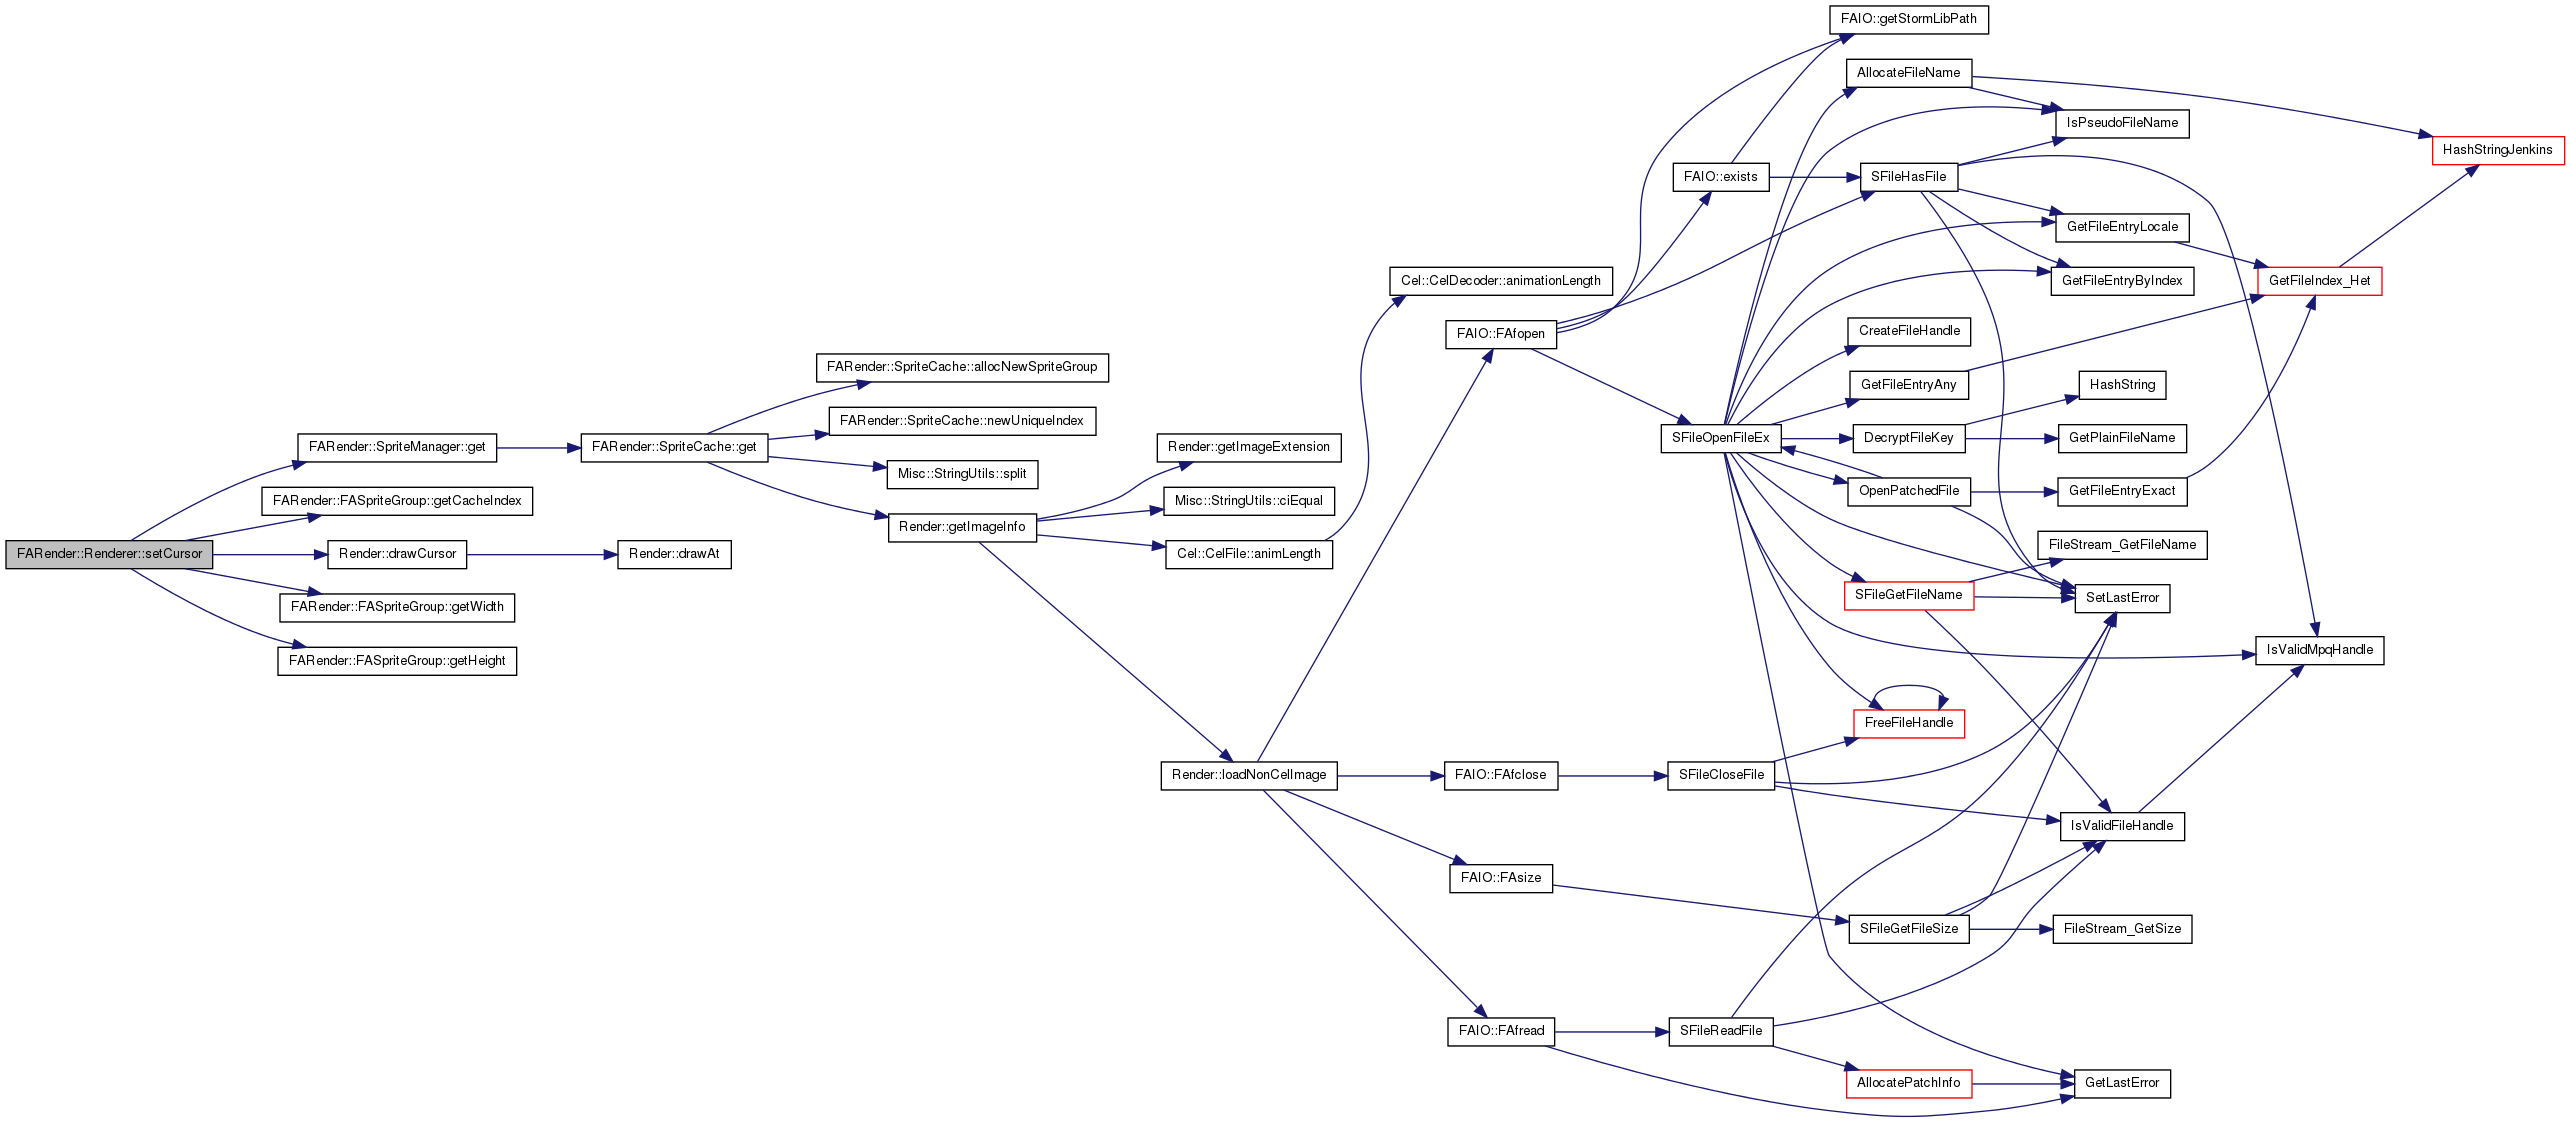 FARender::Renderer::setCursor
FARender::SpriteManager::get
FARender::FASpriteGroup::getCacheIndex
Render::drawCursor
FARender::FASpriteGroup::getWidth
FARender::FASpriteGroup::getHeight
FARender::SpriteCache::get
Render::drawAt
FARender::SpriteCache::allocNewSpriteGroup
FARender::SpriteCache::newUniqueIndex
Misc::StringUtils::split
Render::getImageInfo
Render::getImageExtension
Misc::StringUtils::ciEqual
Cel::CelFile::animLength
Render::loadNonCelImage
Cel::CelDecoder::animationLength
FAIO::FAfopen
FAIO::FAfclose
FAIO::FAsize
FAIO::FAfread
FAIO::exists
SFileOpenFileEx
SFileCloseFile
SFileReadFile
FAIO::getStormLibPath
AllocateFileName
SFileHasFile
CreateFileHandle
GetFileEntryAny
DecryptFileKey
OpenPatchedFile
SFileGetFileName
FreeFileHandle
SFileGetFileSize
AllocatePatchInfo
IsPseudoFileName
GetFileEntryLocale
GetFileEntryByIndex
HashString
GetPlainFileName
GetFileEntryExact
FileStream_GetFileName
SetLastError
IsValidFileHandle
FileStream_GetSize
GetLastError
GetFileIndex_Het
IsValidMpqHandle
HashStringJenkins